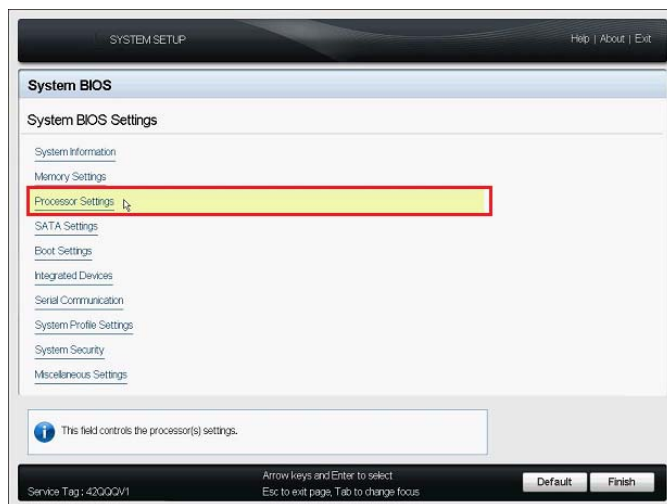 SYSTEM SETUP
Help | About | Exit
System BIOS
System BIOS Settings
System Information
Memory Settings
Processor Settings
SATA Settings
Boot Settings
Integrated Devices
Serial Communication
System Profile Settings
System Security
Miscellaneous Settings
This field controls the processor(s) settings.
Service Tag : 42QQQV1
Arrow keys and Enter to select
Esc to exit page, Tab to change focus
Default
Finish